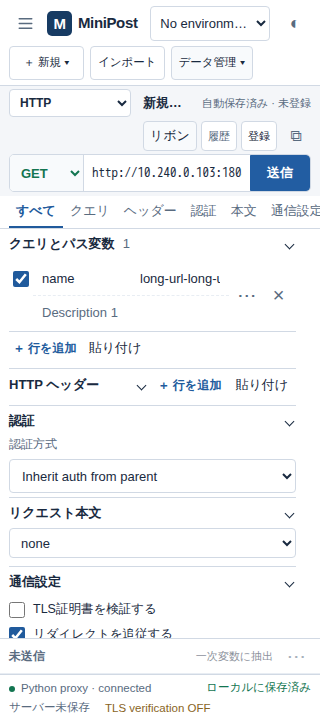 M MiniPost No environm…
＋ 新規 ▾ インポート データ管理 ▾
HTTP 新規… 自動保存済み · 未登録
リボン 履歴 登録
GET http://10.240.0.103:180 送信
すべて クエリ ヘッダー 認証 本文 通信設定
クエリとパス変数 1
name long-url-long-u
Description 1
＋ 行を追加 貼り付け
HTTP ヘッダー ＋ 行を追加 貼り付け
認証
認証方式
Inherit auth from parent
リクエスト本文
none
通信設定
TLS証明書を検証する
リダイレクトを追従する
未送信 一次変数に抽出 ···
Python proxy · connected ローカルに保存済み
サーバー未保存 TLS verification OFF